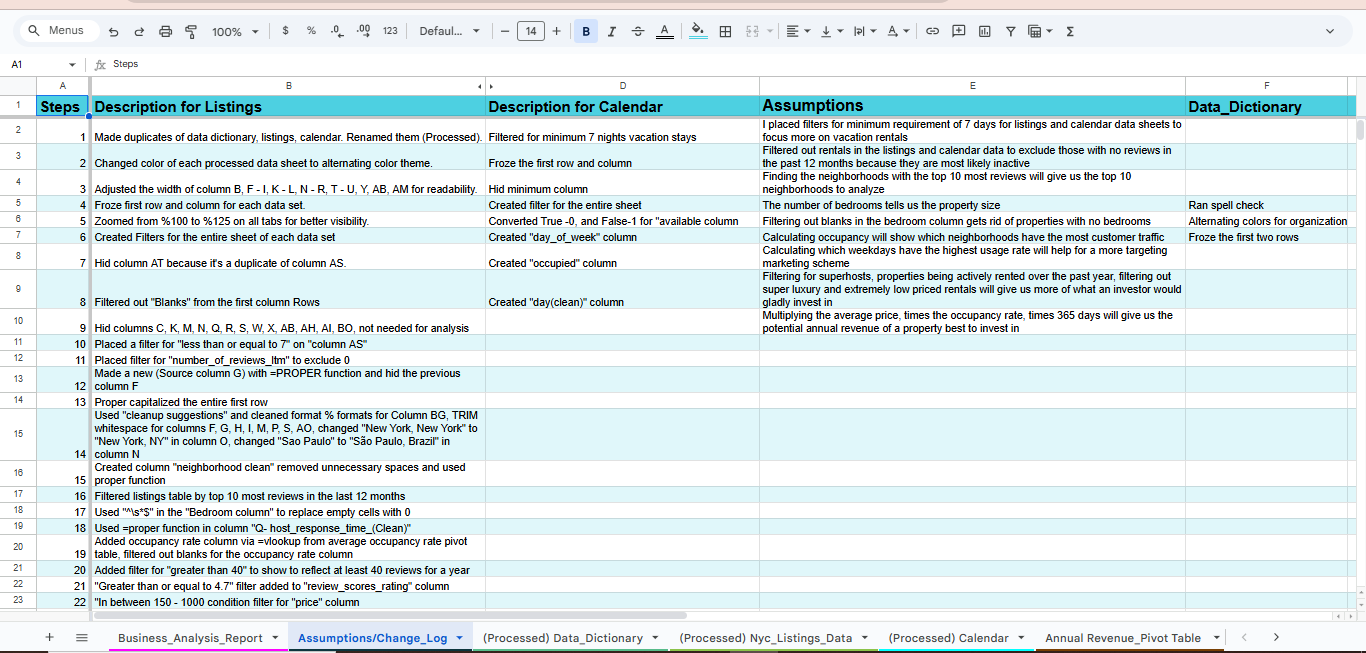 Menus 100% $ % .0 .00 123 Defaul... 14 B I A
A1 fx Steps
A B D E F
1 Steps Description for Listings Description for Calendar Assumptions Data_Dictionary
2 1 Made duplicates of data dictionary, listings, calendar. Renamed them (Processed). Filtered for minimum 7 nights vacation stays
I placed filters for minimum requirement of 7 days for listings and calendar data sheets to
focus more on vacation rentals
3 2 Changed color of each processed data sheet to alternating color theme. Froze the first row and column
Filtered out rentals in the listings and calendar data to exclude those with no reviews in
the past 12 months because they are most likely inactive
4 3 Adjusted the width of column B, F - I, K - L, N - R, T - U, Y, AB, AM for readability. Hid minimum column
Finding the neighborhoods with the top 10 most reviews will give us the top 10
neighborhoods to analyze
5 4 Froze first row and column for each data set. Created filter for the entire sheet The number of bedrooms tells us the property size Ran spell check
6 5 Zoomed from %100 to %125 on all tabs for better visibility. Converted True -0, and False-1 for "available column Filtering out blanks in the bedroom column gets rid of properties with no bedrooms Alternating colors for organization
7 6 Created Filters for the entire sheet of each data set Created "day_of_week" column Calculating occupancy will show which neighborhoods have the most customer traffic Froze the first two rows
8 7 Hid column AT because it's a duplicate of column AS. Created "occupied" column
Calculating which weekdays have the highest usage rate will help for a more targeting
marketing scheme
9 8 Filtered out "Blanks" from the first column Rows Created "day(clean)" column
Filtering for superhosts, properties being actively rented over the past year, filtering out
super luxury and extremely low priced rentals will give us more of what an investor would
gladly invest in
10 9 Hid columns C, K, M, N, Q, R, S, W, X, AB, AH, AI, BO, not needed for analysis
Multiplying the average price, times the occupancy rate, times 365 days will give us the
potential annual revenue of a property best to invest in
11 10 Placed a filter for "less than or equal to 7" on "column AS"
12 11 Placed filter for "number_of_reviews_ltm" to exclude 0
13 12 Made a new (Source column G) with =PROPER function and hid the previous
column F
14 13 Proper capitalized the entire first row
15 14 Used "cleanup suggestions" and cleaned format % formats for Column BG, TRIM
whitespace for columns F, G, H, I, M, P, S, AO, changed "New York, New York" to
"New York, NY" in column O, changed "Sao Paulo" to "São Paulo, Brazil" in
column N
16 15 Created column "neighborhood clean" removed unnecessary spaces and used
proper function
17 16 Filtered listings table by top 10 most reviews in the last 12 months
18 17 Used "^\s*$" in the "Bedroom column" to replace empty cells with 0
19 18 Used =proper function in column "Q- host_response_time_(Clean)"
20 19 Added occupancy rate column via =vlookup from average occupancy rate pivot
table, filtered out blanks for the occupancy rate column
21 20 Added filter for "greater than 40" to show to reflect at least 40 reviews for a year
22 21 "Greater than or equal to 4.7" filter added to "review_scores_rating" column
23 22 "In between 150 - 1000 condition filter for "price" column
Business_Analysis_Report Assumptions/Change_Log (Processed) Data_Dictionary (Processed) Nyc_Listings_Data (Processed) Calendar Annual Revenue_Pivot Table